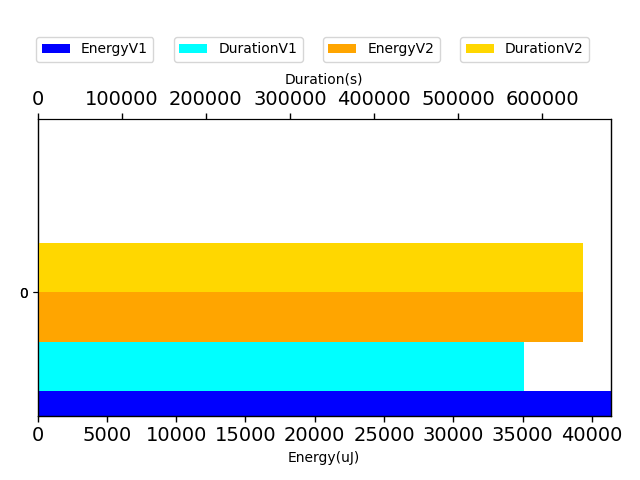 EnergyV1 DurationV1 EnergyV2 DurationV2
Duration(s)
0 100000 200000 300000 400000 500000 600000
0
0 5000 10000 15000 20000 25000 30000 35000 40000
Energy(uJ)